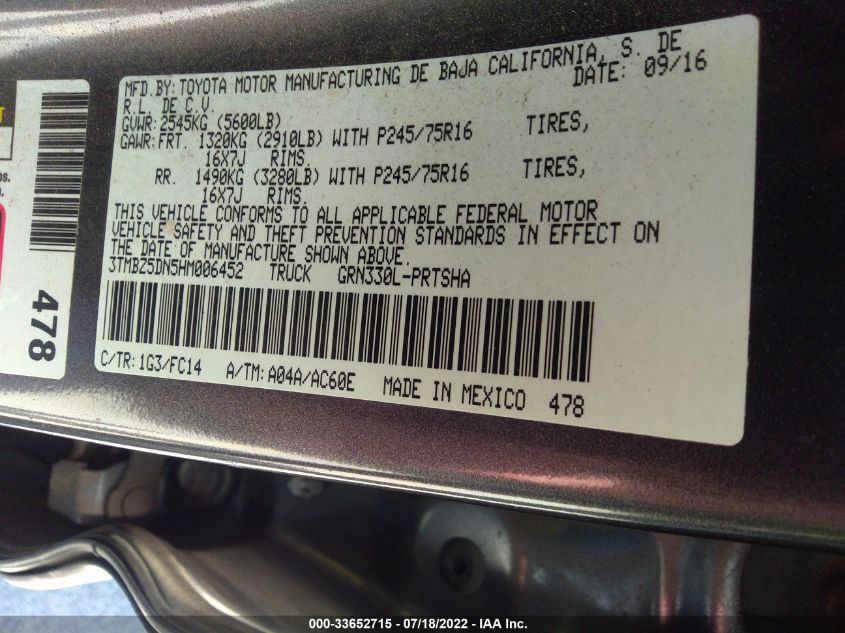 MFD.BY:TOYOTA MOTOR MANUFACTURING DE BAJA CALIFORNIA, S. DE
R.L. DE C.V. DATE: 09/16
GVWR:2545KG (5600LB)
GAWR:FRT. 1320KG (2910LB) WITH P245/75R16 TIRES,
16X7J RIMS.
RR. 1490KG (3280LB) WITH P245/75R16 TIRES,
16X7J RIMS.
THIS VEHICLE CONFORMS TO ALL APPLICABLE FEDERAL MOTOR
VEHICLE SAFETY AND THEFT PREVENTION STANDARDS IN EFFECT ON
THE DATE OF MANUFACTURE SHOWN ABOVE.
3TMBZ5DN5HM006452 TRUCK GRN330L-PRTSHA
C/TR:1G3/FC14 A/TM:A04A/AC60E MADE IN MEXICO 478
478
000-33652715 - 07/18/2022 - IAA Inc.